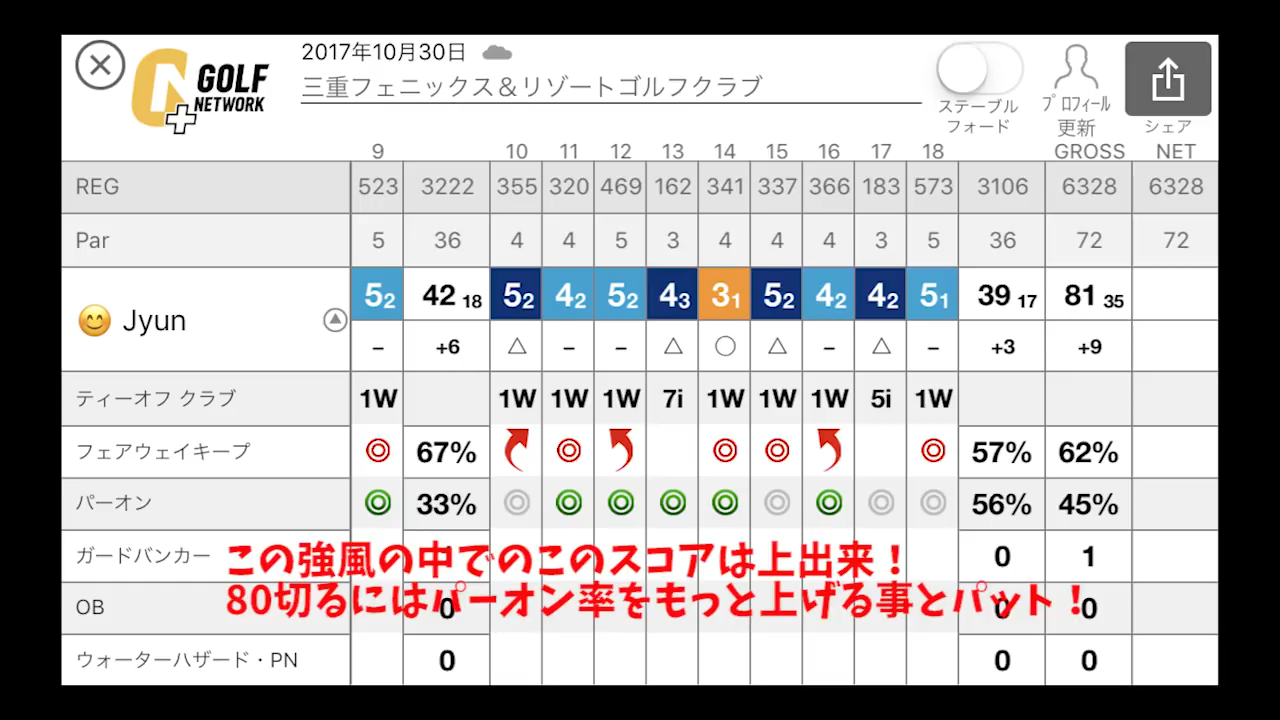 2017年10月30日
GOLF
NETWORK
三重フェニックス＆リゾートゴルフクラブ
ステーブル
フォード
プロフィール
更新
シェア
9 10 11 12 13 14 15 16 17 18 GROSS NET
REG 523 3222 355 320 469 162 341 337 366 183 573 3106 6328 6328
Par 5 36 4 4 5 3 4 4 4 3 5 36 72 72
Jyun 52 42 18 52 42 52 43 31 52 42 42 51 39 17 81 35
– +6 △ – – △ ○ △ – △ – +3 +9
ティーオフ クラブ 1W 1W 1W 1W 7i 1W 1W 1W 5i 1W
フェアウェイキープ 67% 57% 62%
パーオン 33% 56% 45%
ガードバンカー 0 1
この強風の中でのこのスコアは上出来！
80切るにはパーオン率をもっと上げる事とパット！
OB 0 0 0
ウォーターハザード・PN 0 0 0